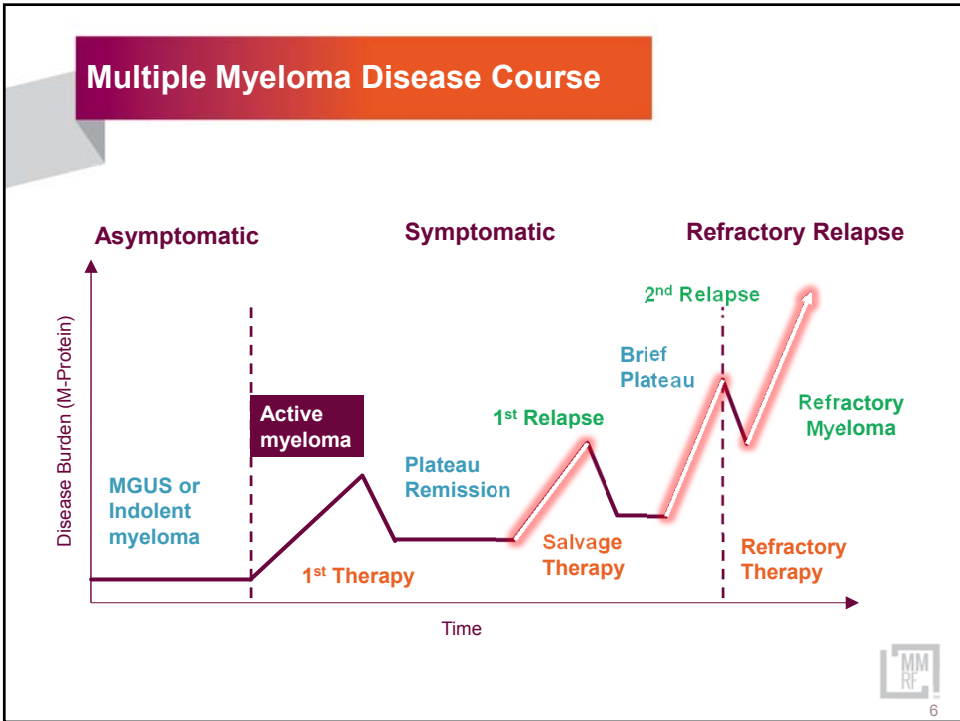 Multiple Myeloma Disease Course
Asymptomatic
Symptomatic
Refractory Relapse
2nd Relapse
Disease Burden (M-Protein)
Brief
Plateau
Active
myeloma
1st Relapse
Refractory
Myeloma
Plateau
Remission
MGUS or
Indolent
myeloma
Salvage
Therapy
Refractory
Therapy
1st Therapy
Time
MM
RF
6